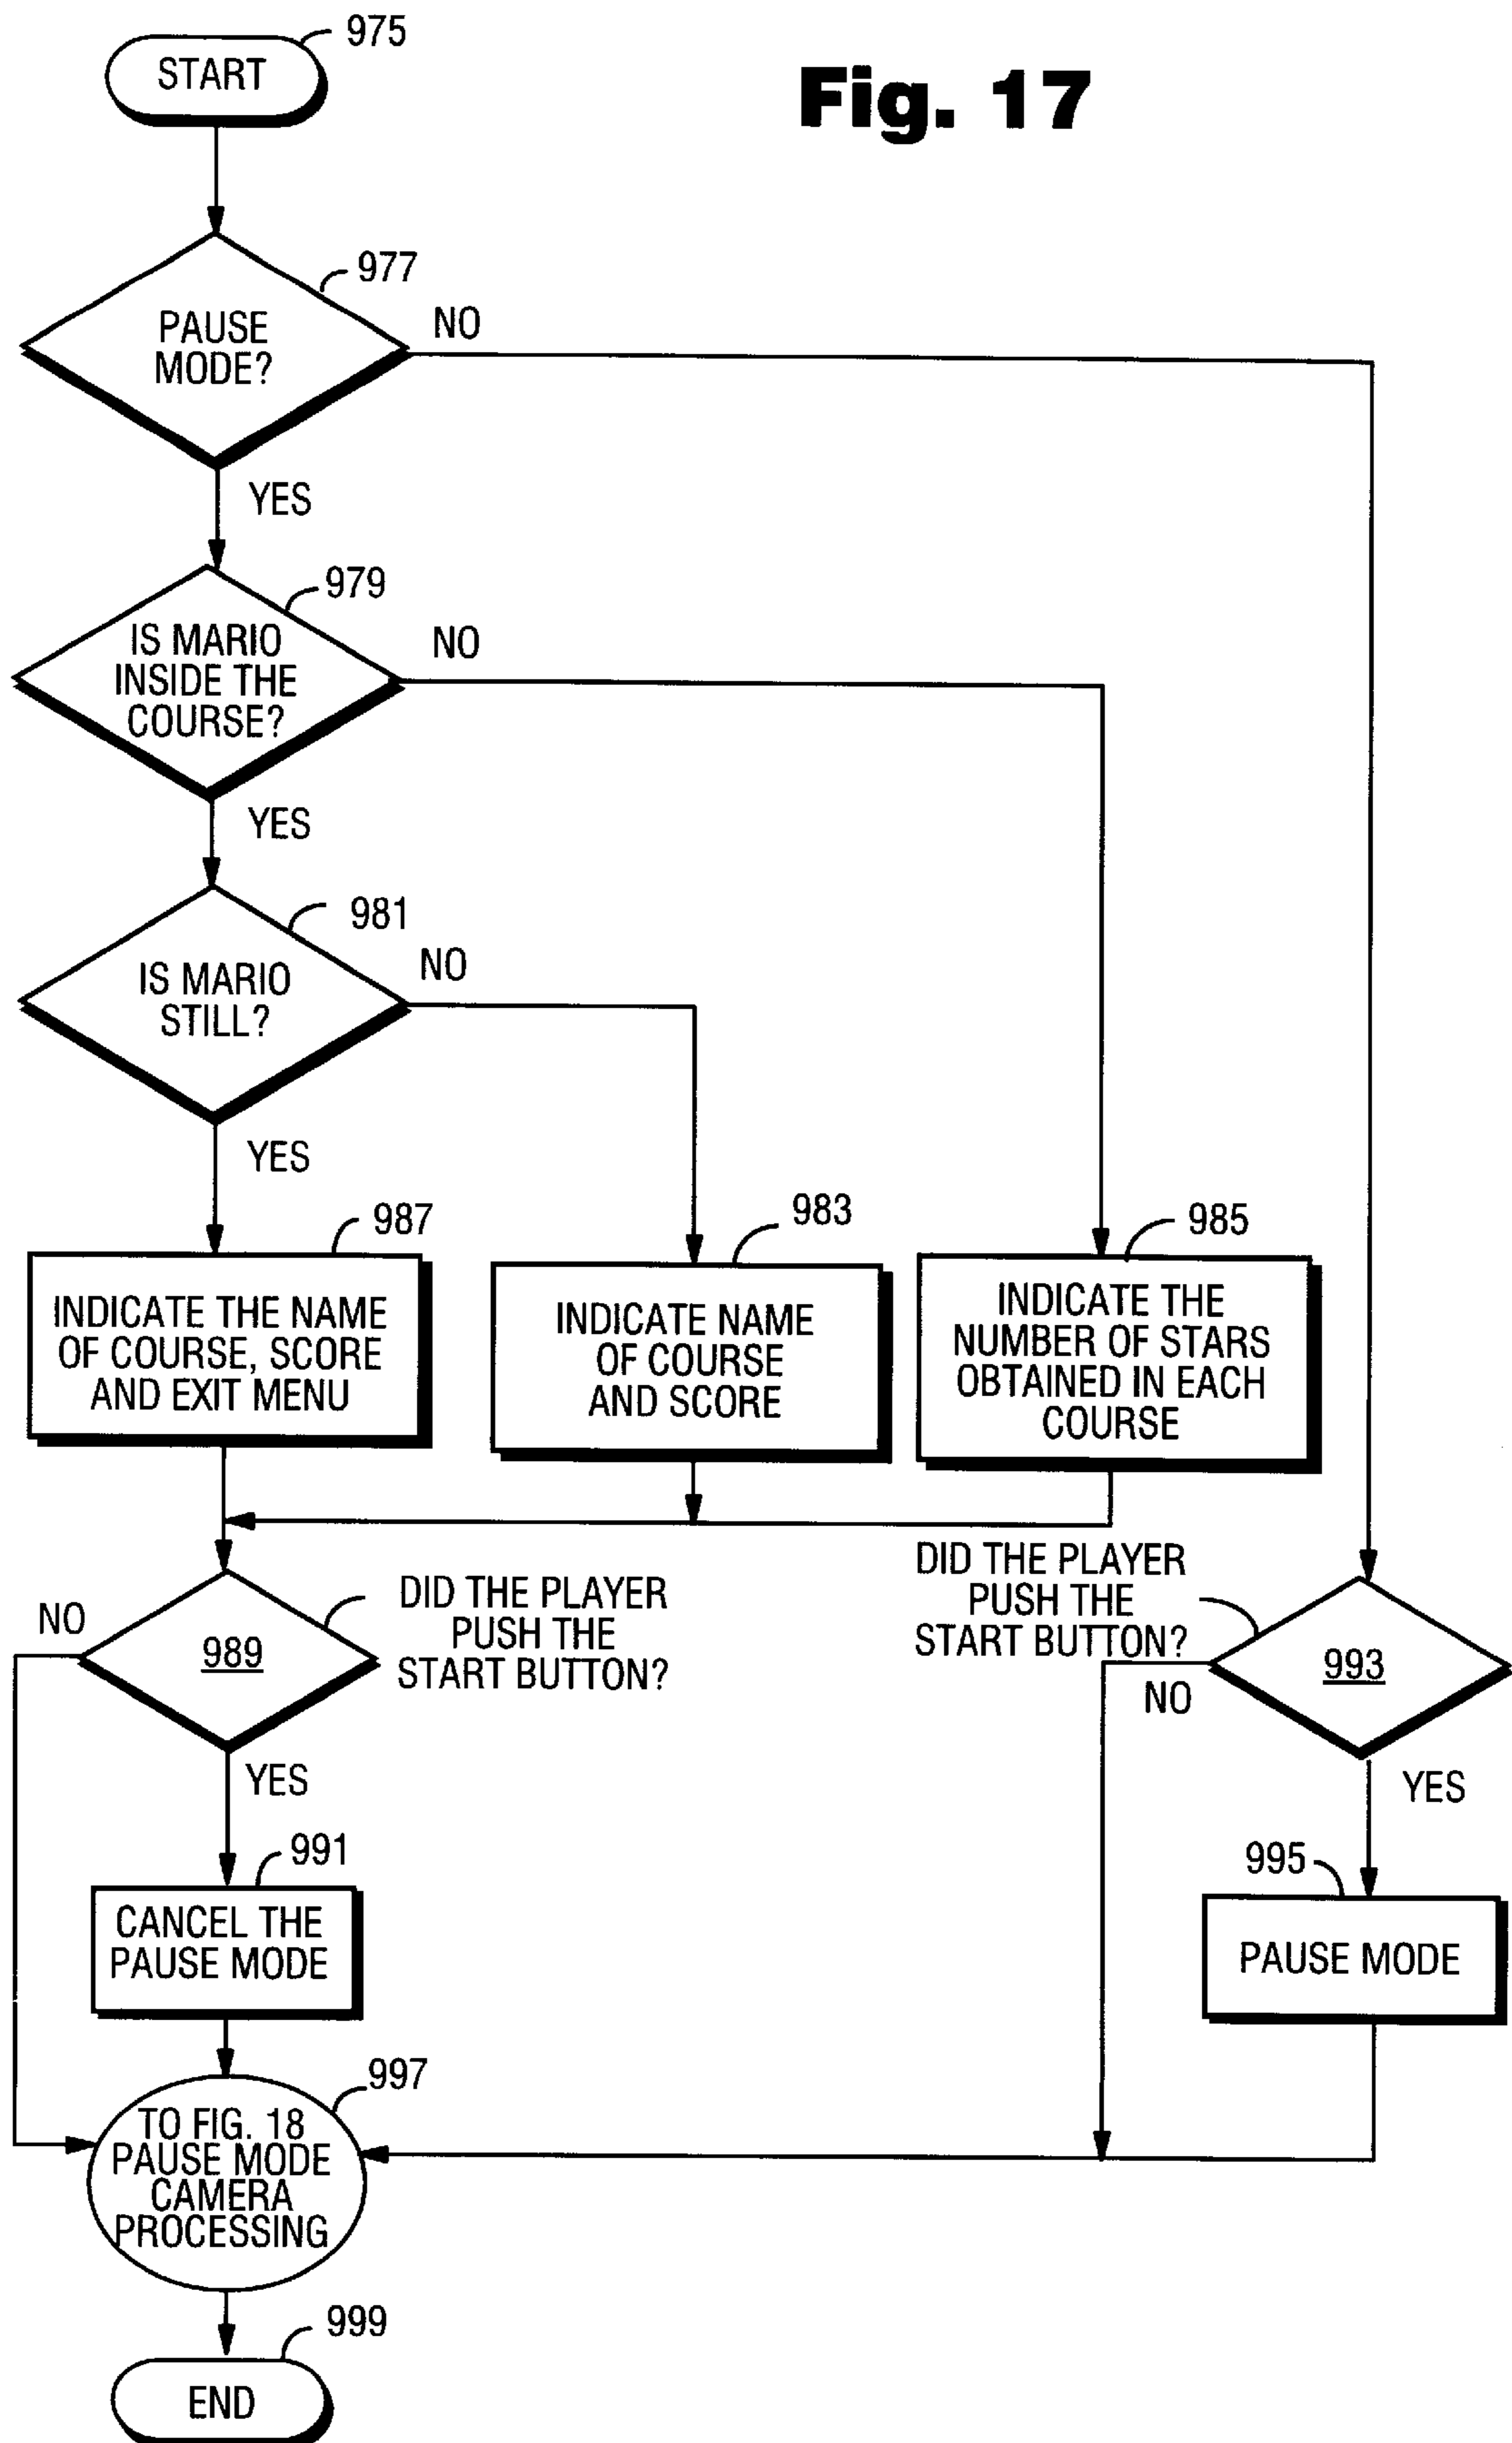 975
START
Fig. 17
977
PAUSE
MODE?
NO
YES
979
IS MARIO
INSIDE THE
COURSE?
NO
YES
981
IS MARIO
STILL?
NO
YES
987
INDICATE THE NAME
OF COURSE, SCORE
AND EXIT MENU
983
INDICATE NAME
OF COURSE
AND SCORE
985
INDICATE THE
NUMBER OF STARS
OBTAINED IN EACH
COURSE
NO
989
DID THE PLAYER
PUSH THE
START BUTTON?
YES
DID THE PLAYER
PUSH THE
START BUTTON?
993
NO
YES
991
CANCEL THE
PAUSE MODE
995
PAUSE MODE
997
TO FIG. 18
PAUSE MODE
CAMERA
PROCESSING
999
END